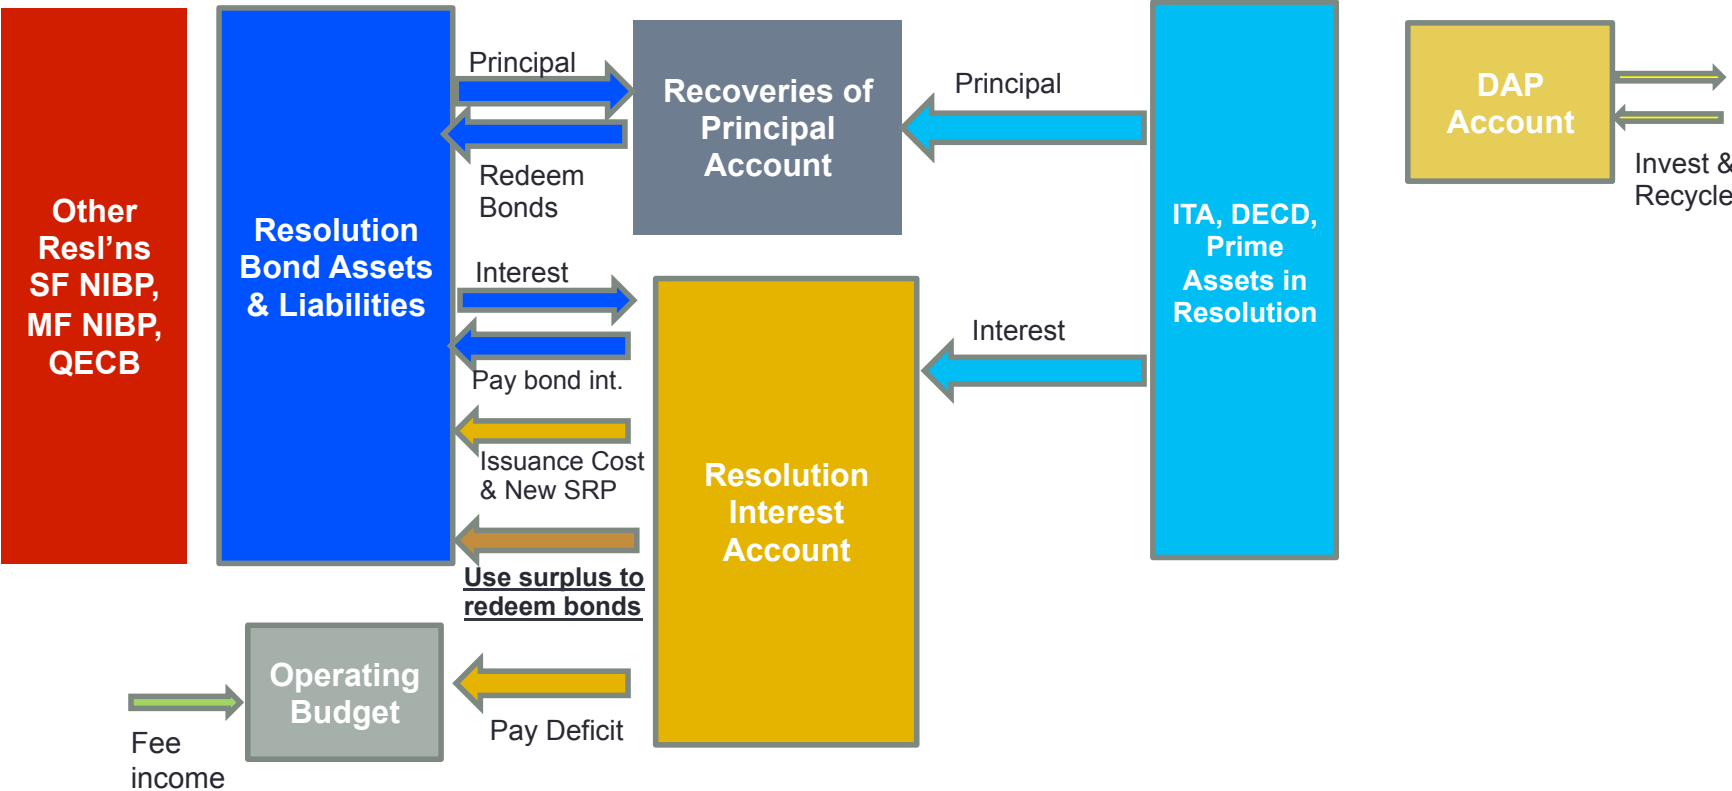 Other
Resl’ns
SF NIBP,
MF NIBP,
QECB
Resolution
Bond Assets
& Liabilities
Principal
Redeem
Bonds
Interest
Pay bond int.
Issuance Cost
& New SRP
Use surplus to
redeem bonds
Pay Deficit
Operating
Budget
Fee
income
Recoveries of
Principal
Account
Resolution
Interest
Account
Principal
Interest
ITA, DECD,
Prime
Assets in
Resolution
DAP
Account
Invest &
Recycle